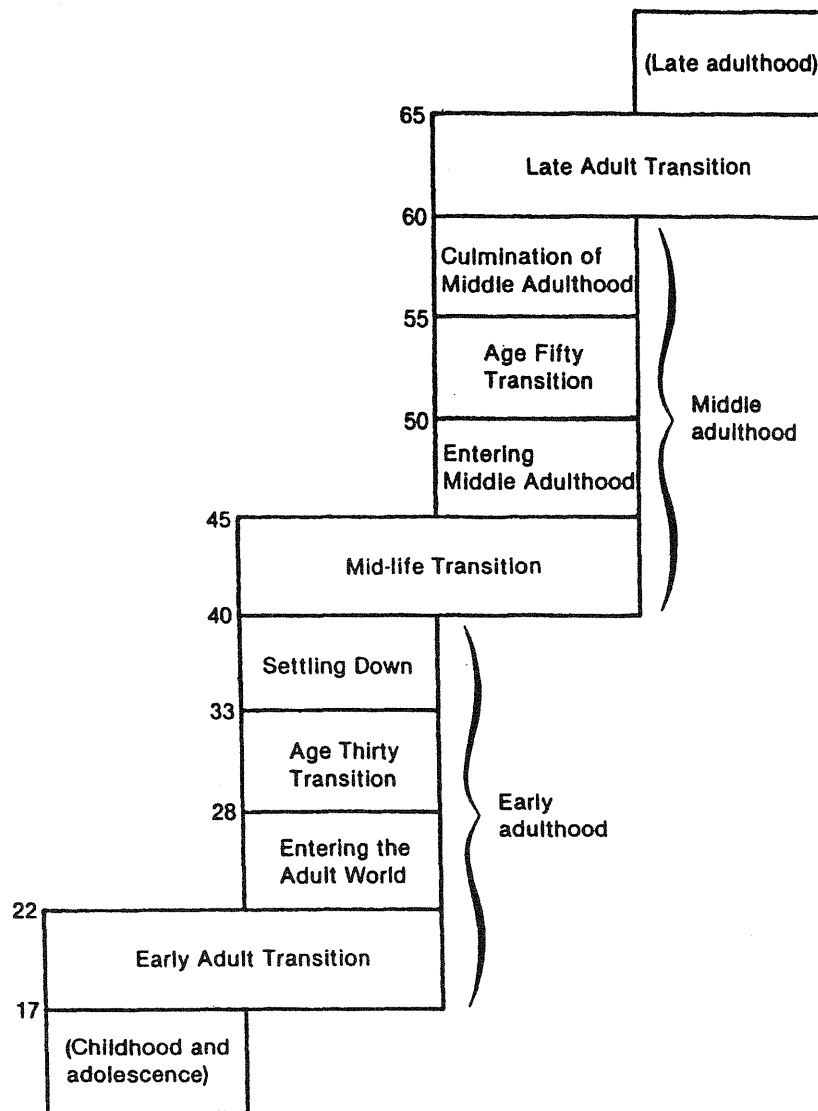 (Late adulthood)
65
Late Adult Transition
60
Culmination of
Middle Adulthood
55
Age Fifty
Transition
50
Middle
adulthood
Entering
Middle Adulthood
45
Mid-life Transition
40
Settling Down
33
Age Thirty
Transition
28
Early
adulthood
Entering the
Adult World
22
Early Adult Transition
17
(Childhood and
adolescence)